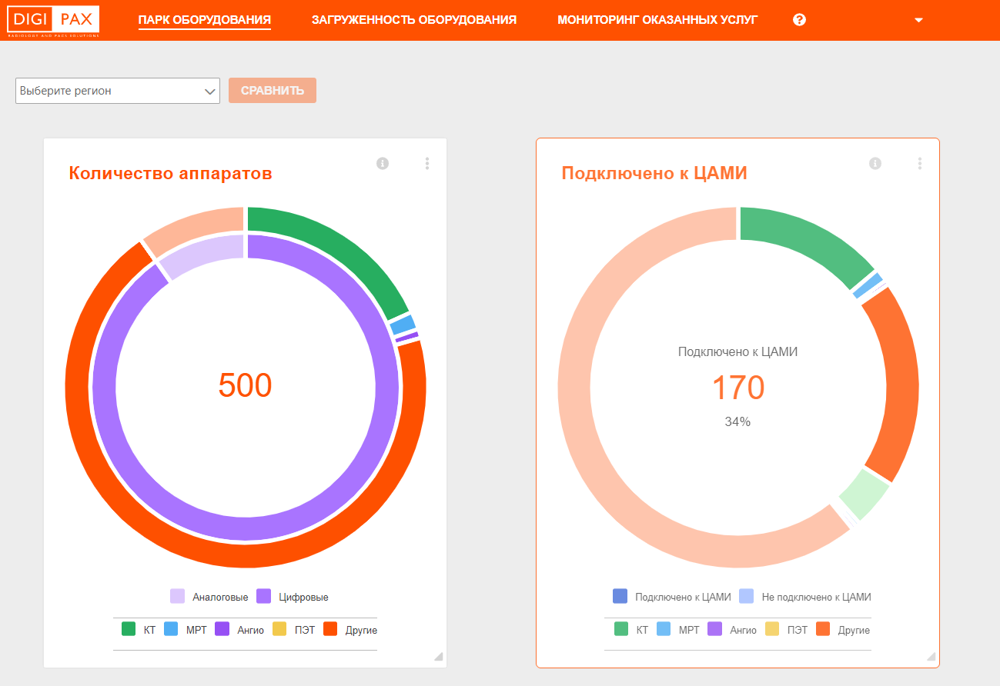 DIGI PAX
RADIOLOGY AND PACS SOLUTIONS
ПАРК ОБОРУДОВАНИЯ
ЗАГРУЖЕННОСТЬ ОБОРУДОВАНИЯ
МОНИТОРИНГ ОКАЗАННЫХ УСЛУГ
?
Выберите регион
СРАВНИТЬ
Количество аппаратов
500
Аналоговые Цифровые
КТ МРТ Ангио ПЭТ Другие
Подключено к ЦАМИ
Подключено к ЦАМИ
170
34%
Подключено к ЦАМИ Не подключено к ЦАМИ
КТ МРТ Ангио ПЭТ Другие